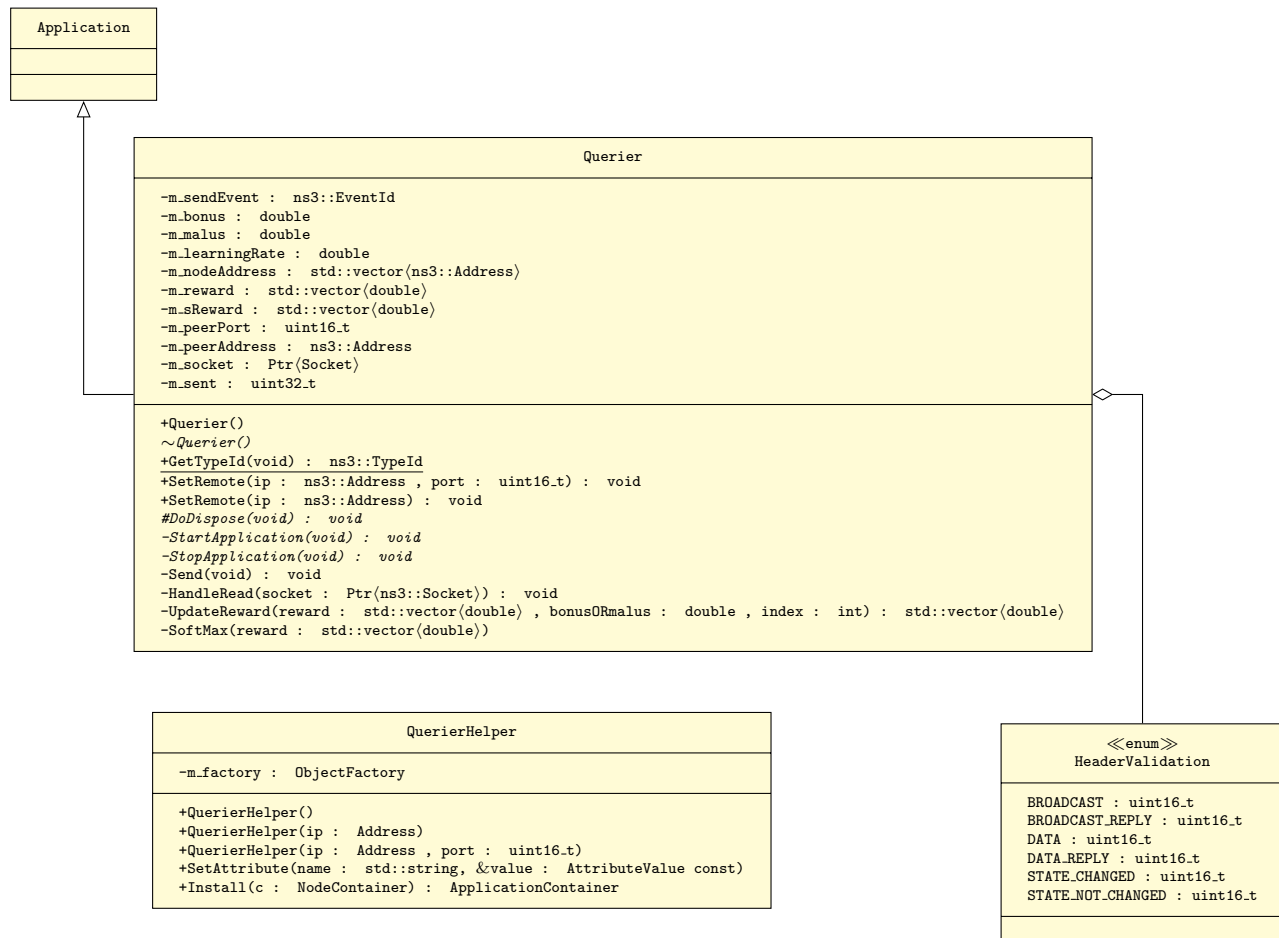 Application
Querier
-m_sendEvent : ns3::EventId
-m_bonus : double
-m_malus : double
-m_learningRate : double
-m_nodeAddress : std::vector⟨ns3::Address⟩
-m_reward : std::vector⟨double⟩
-m_sReward : std::vector⟨double⟩
-m_peerPort : uint16_t
-m_peerAddress : ns3::Address
-m_socket : Ptr⟨Socket⟩
-m_sent : uint32_t
+Querier()
∼Querier()
+GetTypeId(void) : ns3::TypeId
+SetRemote(ip : ns3::Address , port : uint16_t) : void
+SetRemote(ip : ns3::Address) : void
#DoDispose(void) : void
-StartApplication(void) : void
-StopApplication(void) : void
-Send(void) : void
-HandleRead(socket : Ptr⟨ns3::Socket⟩) : void
-UpdateReward(reward : std::vector⟨double⟩ , bonusORmalus : double , index : int) : std::vector⟨double⟩
-SoftMax(reward : std::vector⟨double⟩)
QuerierHelper
-m_factory : ObjectFactory
+QuerierHelper()
+QuerierHelper(ip : Address)
+QuerierHelper(ip : Address , port : uint16_t)
+SetAttribute(name : std::string, &value : AttributeValue const)
+Install(c : NodeContainer) : ApplicationContainer
≪enum≫
HeaderValidation
BROADCAST : uint16_t
BROADCAST_REPLY : uint16_t
DATA : uint16_t
DATA_REPLY : uint16_t
STATE_CHANGED : uint16_t
STATE_NOT_CHANGED : uint16_t